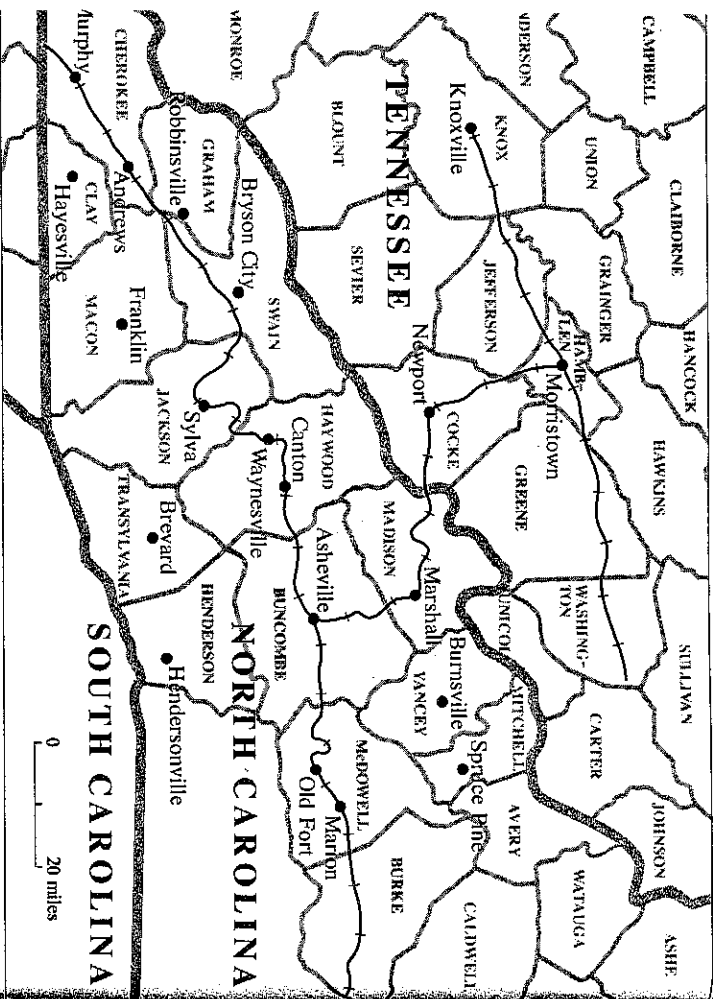 CAMPBELL
CLAIBORNE
HANCOCK
HAWKINS
SULLIVAN
JOHNSON
ASHE
UNION
GRAINGER
HAMB-
LEN
WASHING-
TON
CARTER
WATAUGA
NDERSON
KNOX
JEFFERSON
Morristown
GREENE
UNICOI
MITCHELL
AVERY
Knoxville
COCKE
Spruce Pine
CALDWELL
TENNESSEE
Newport
MADISON
Marshall
Burnsville
YANCEY
BURKE
BLOUNT
SEVIER
HAYWOOD
Asheville
McDOWELL
Marion
Old Fort
MONROE
Bryson City
SWAIN
Canton
BUNCOMBE
GRAHAM
Robbinsville
Waynesville
HENDERSON
NORTH CAROLINA
CHEROKEE
Andrews
Franklin
Sylva
JACKSON
Brevard
TRANSYLVANIA
Hendersonville
Murphy
CLAY
Hayesville
MACON
SOUTH CAROLINA
0
20 miles